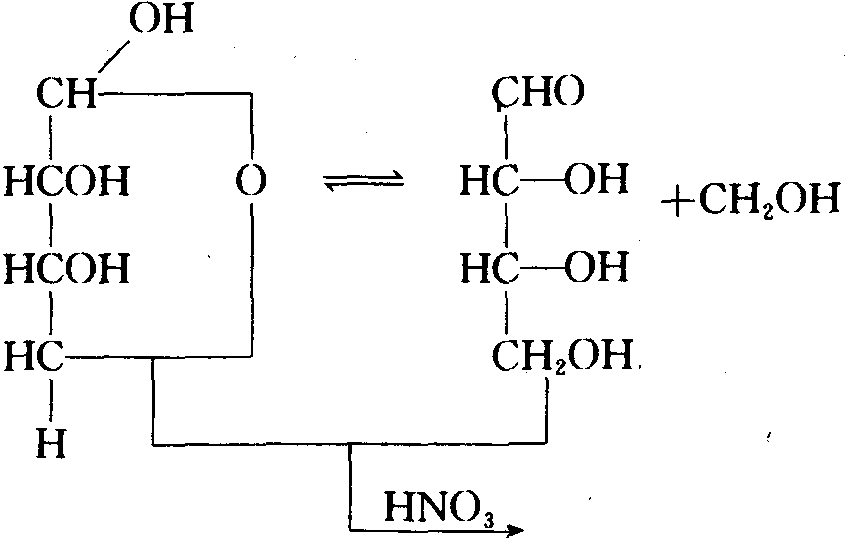 OH
CH CHO
HCOH O ⇌ HC—OH +CH₂OH
HCOH HC—OH
HC CH₂OH
H
HNO₃